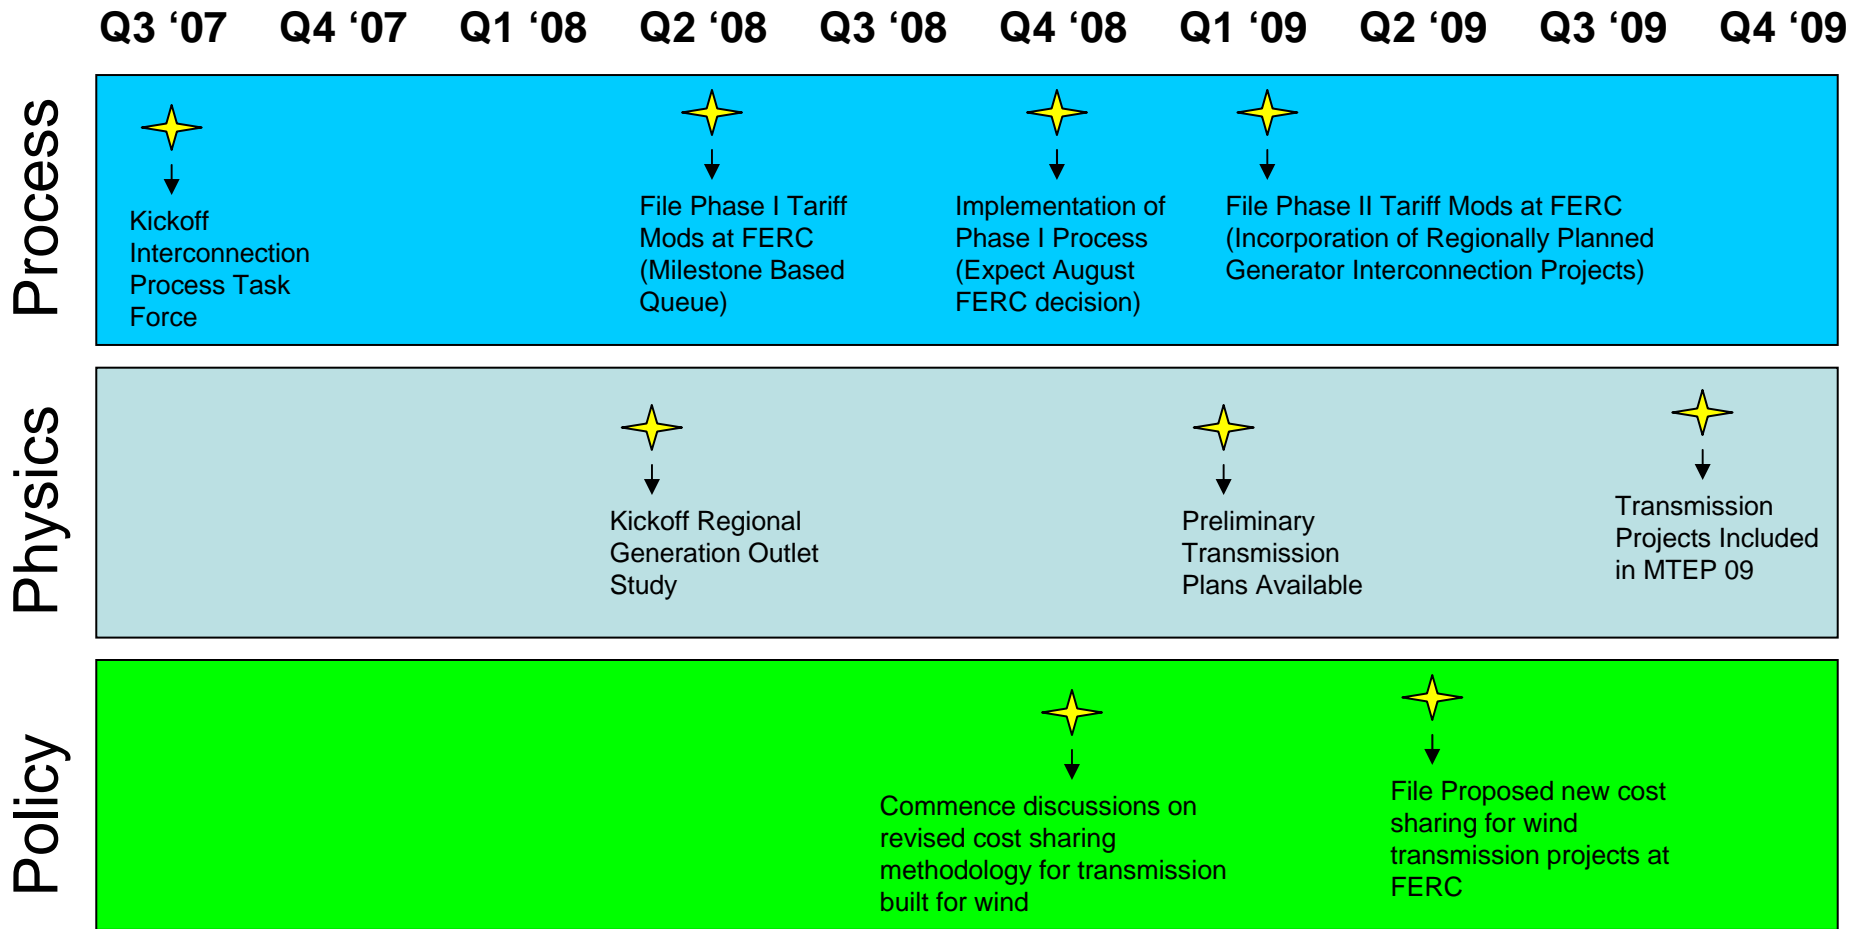 Q3 ‘07 Q4 ‘07 Q1 ‘08 Q2 ‘08 Q3 ‘08 Q4 ‘08 Q1 ‘09 Q2 ‘09 Q3 ‘09 Q4 ‘09
Process
Kickoff
Interconnection
Process Task
Force
File Phase I Tariff
Mods at FERC
(Milestone Based
Queue)
Implementation of
Phase I Process
(Expect August
FERC decision)
File Phase II Tariff Mods at FERC
(Incorporation of Regionally Planned
Generator Interconnection Projects)
Physics
Kickoff Regional
Generation Outlet
Study
Preliminary
Transmission
Plans Available
Transmission
Projects Included
in MTEP 09
Policy
Commence discussions on
revised cost sharing
methodology for transmission
built for wind
File Proposed new cost
sharing for wind
transmission projects at
FERC